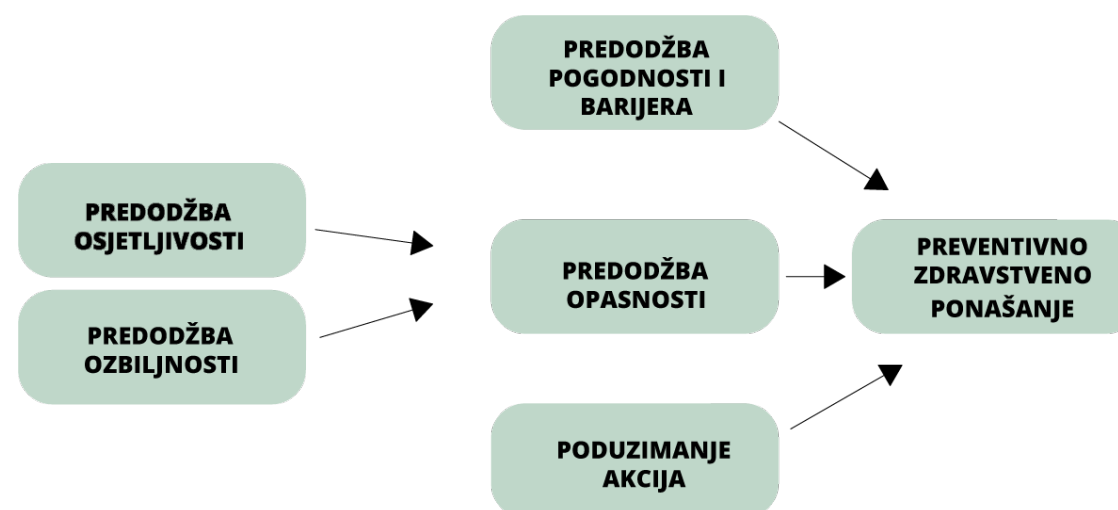 PREDODŽBA
POGODNOSTI I
BARIJERA
PREDODŽBA
OSJETLJIVOSTI
PREDODŽBA
OZBILJNOSTI
PREDODŽBA
OPASNOSTI
PREVENTIVNO
ZDRAVSTVENO
PONAŠANJE
PODUZIMANJE
AKCIJA